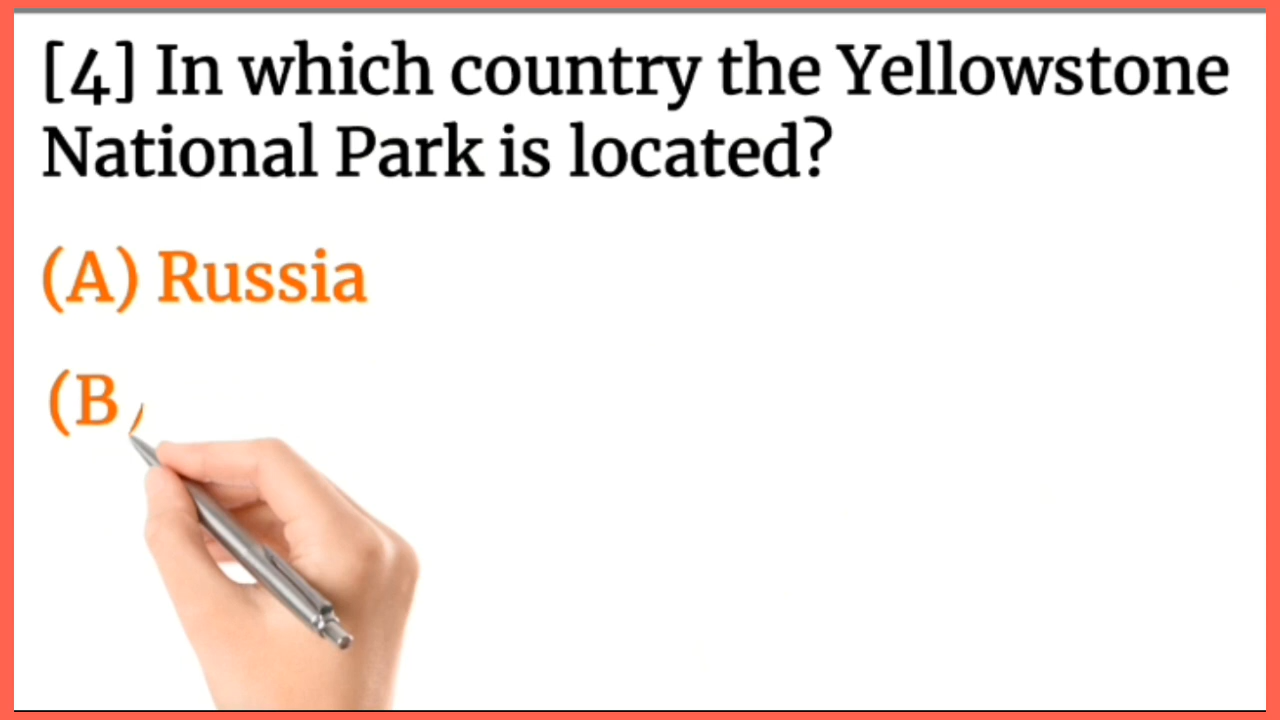 [4] In which country the Yellowstone
National Park is located?
(A) Russia
(B